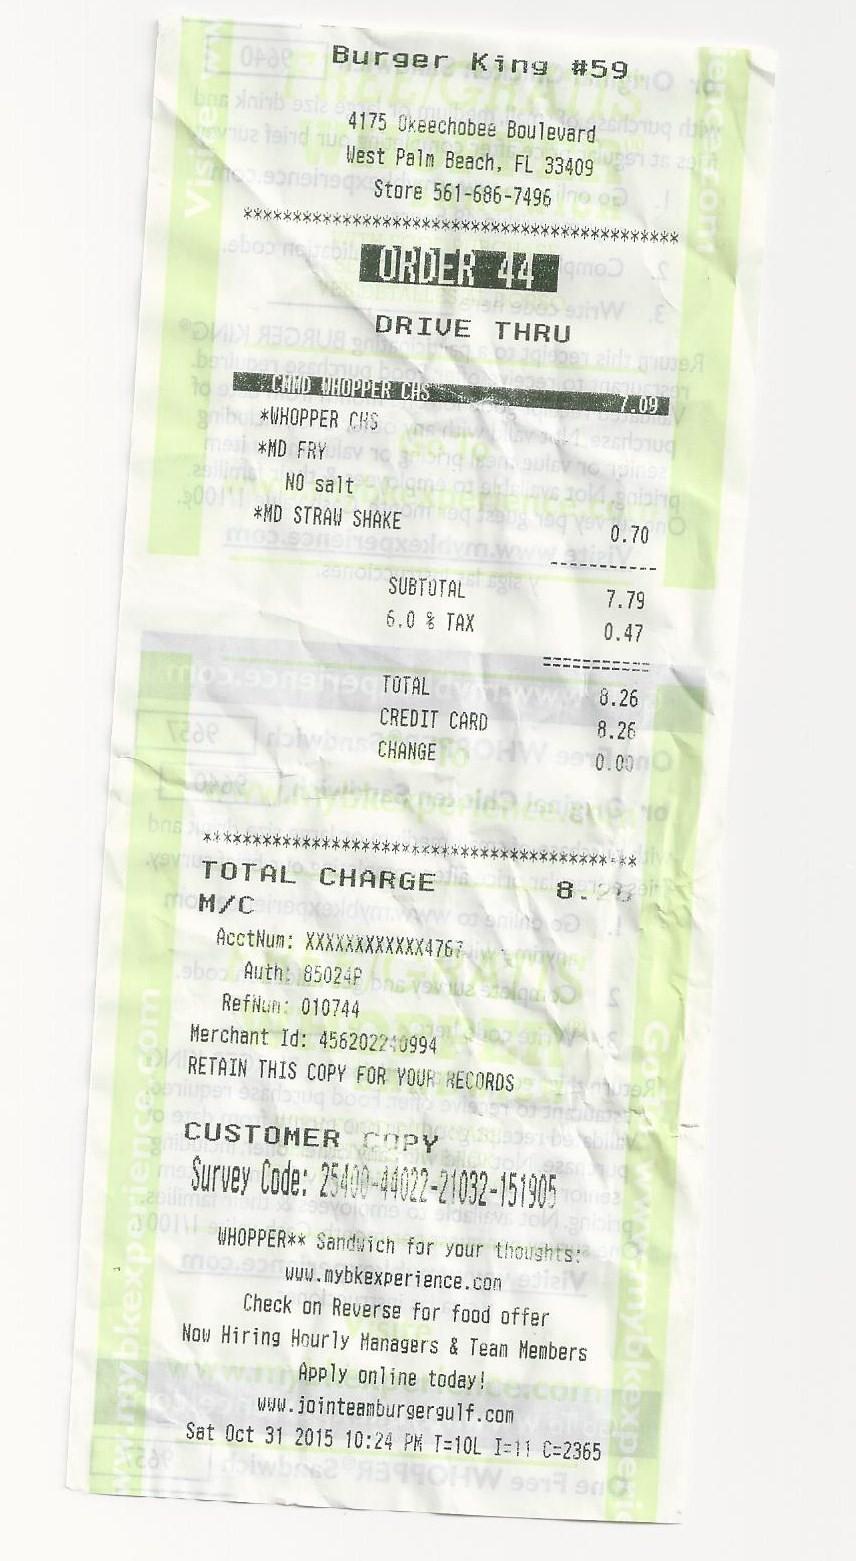 Burger King #59
4175 Okeechobee Boulevard
West Palm Beach, FL 33409
Store 561-686-7496
*******************************************
ORDER 44
DRIVE THRU
CMMD WHOPPER CHS 7.09
*WHOPPER CHS
*MD FRY
NO salt
*MD STRAW SHAKE 0.70
-----------
SUBTOTAL 7.79
6.0 % TAX 0.47
===========
TOTAL 8.26
CREDIT CARD 8.26
CHANGE 0.00
*******************************************
TOTAL CHARGE 8.26
M/C
AcctNum: XXXXXXXXXXXX4767
Auth: 85024P
RefNum: 010744
Merchant Id: 456202240994
RETAIN THIS COPY FOR YOUR RECORDS
CUSTOMER COPY
Survey Code: 25400-44022-21032-151905
WHOPPER** Sandwich for your thoughts:
www.mybkexperience.com
Check on Reverse for food offer
Now Hiring Hourly Managers & Team Members
Apply online today!
www.jointeamburgergulf.com
Sat Oct 31 2015 10:24 PM T=10L I=11 C=2365